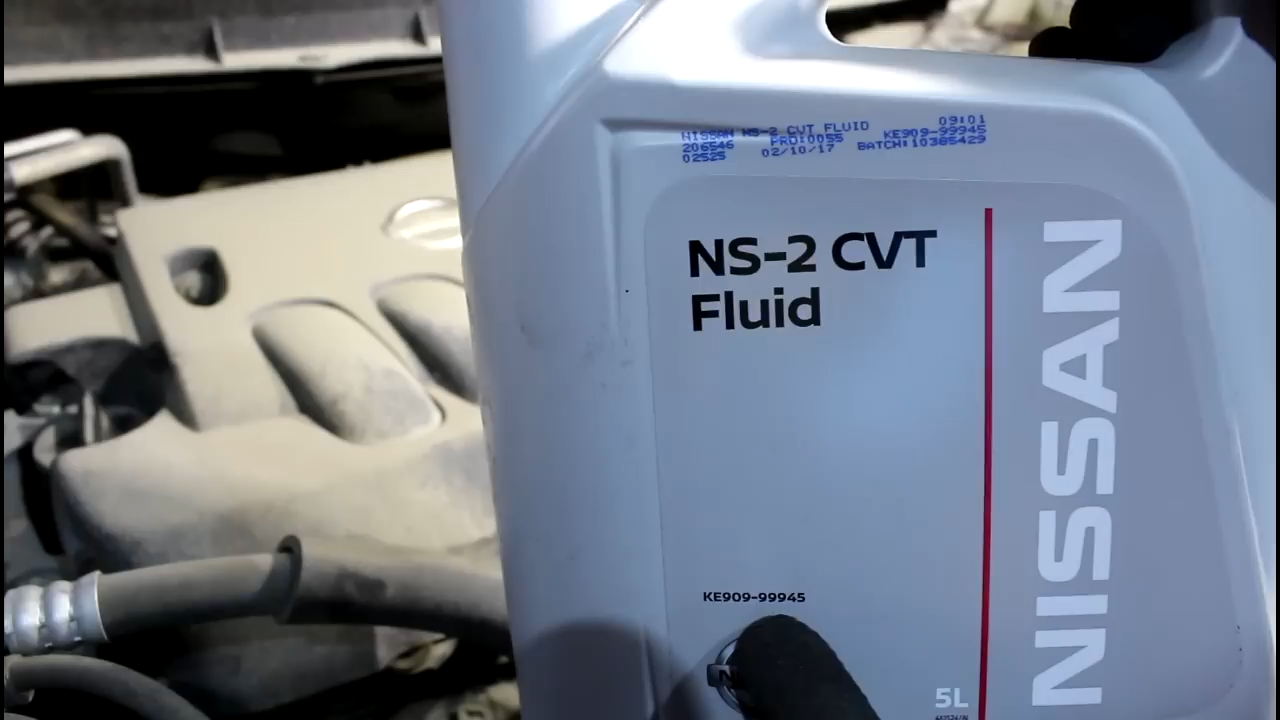 NISSAN NS-2 CVT FLUID 09:01
206546 PRO:0055 KE909-99945
02525 02/10/17 BATCH:10385429
NS-2 CVT
Fluid
NISSAN
KE909-99945
5L